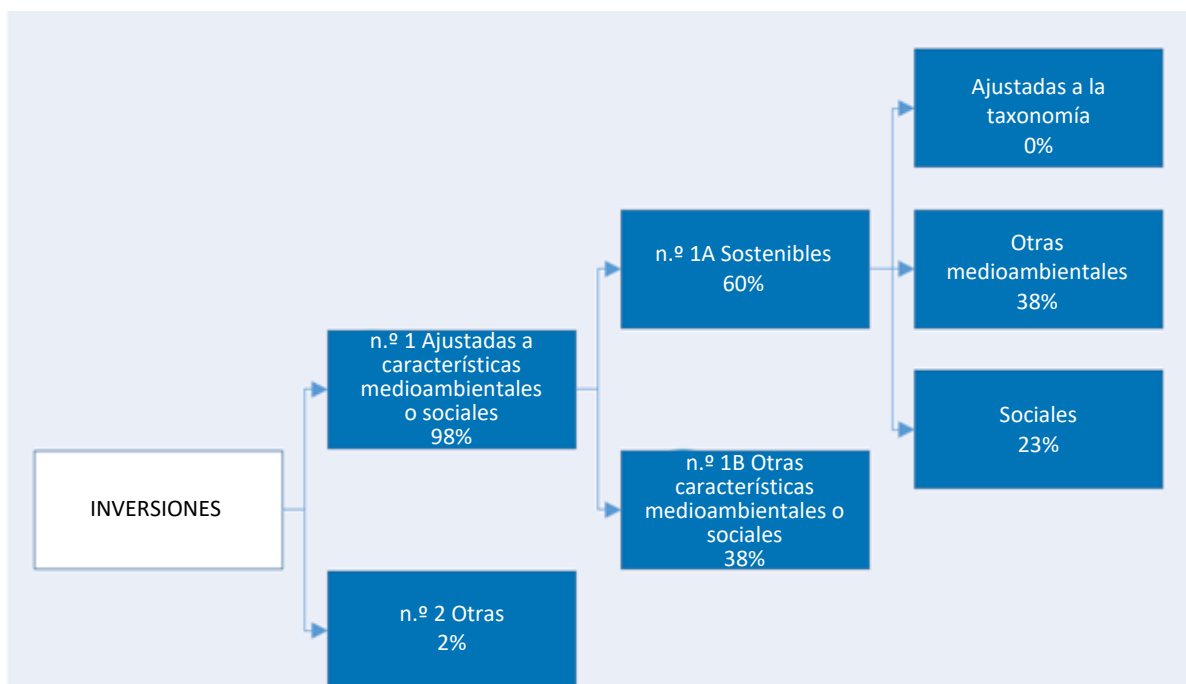 INVERSIONES
n.º 1 Ajustadas a
características
medioambientales
o sociales
98%
n.º 2 Otras
2%
n.º 1A Sostenibles
60%
n.º 1B Otras
características
medioambientales o
sociales
38%
Ajustadas a la
taxonomía
0%
Otras
medioambientales
38%
Sociales
23%